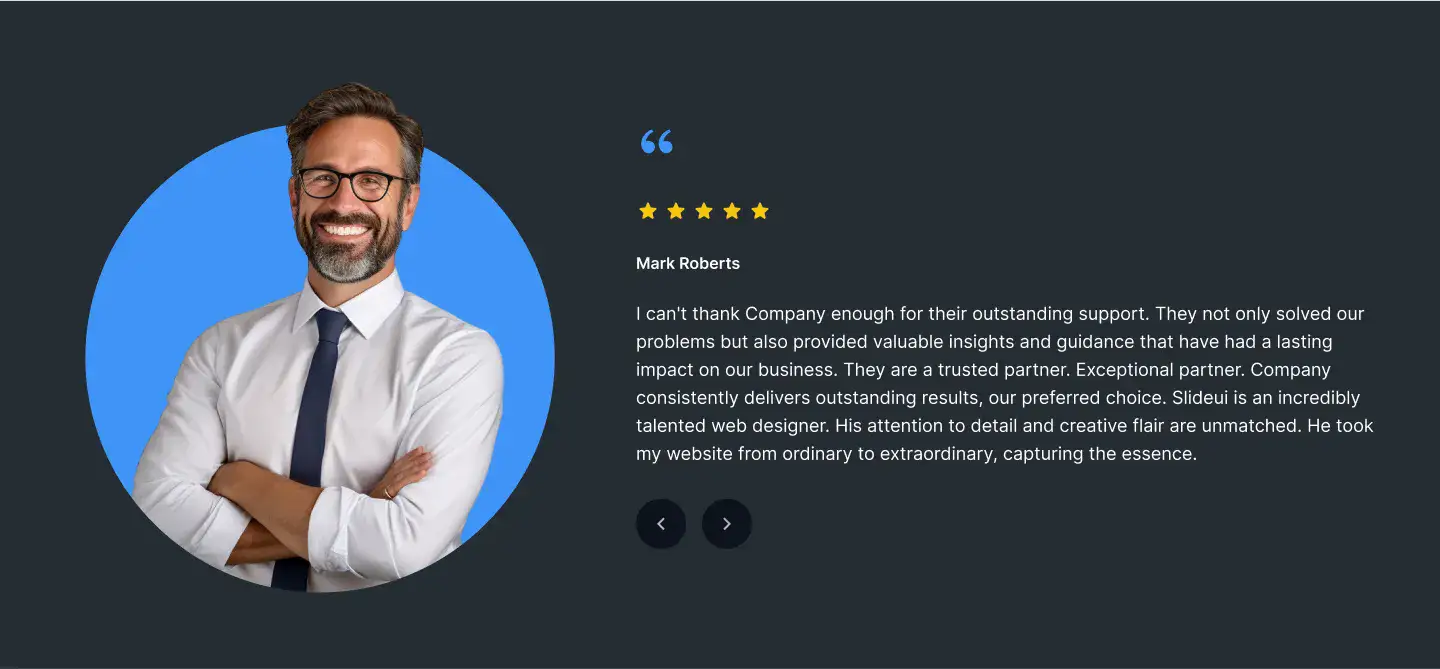 “
Mark Roberts
I can't thank Company enough for their outstanding support. They not only solved our
problems but also provided valuable insights and guidance that have had a lasting
impact on our business. They are a trusted partner. Exceptional partner. Company
consistently delivers outstanding results, our preferred choice. Slideui is an incredibly
talented web designer. His attention to detail and creative flair are unmatched. He took
my website from ordinary to extraordinary, capturing the essence.